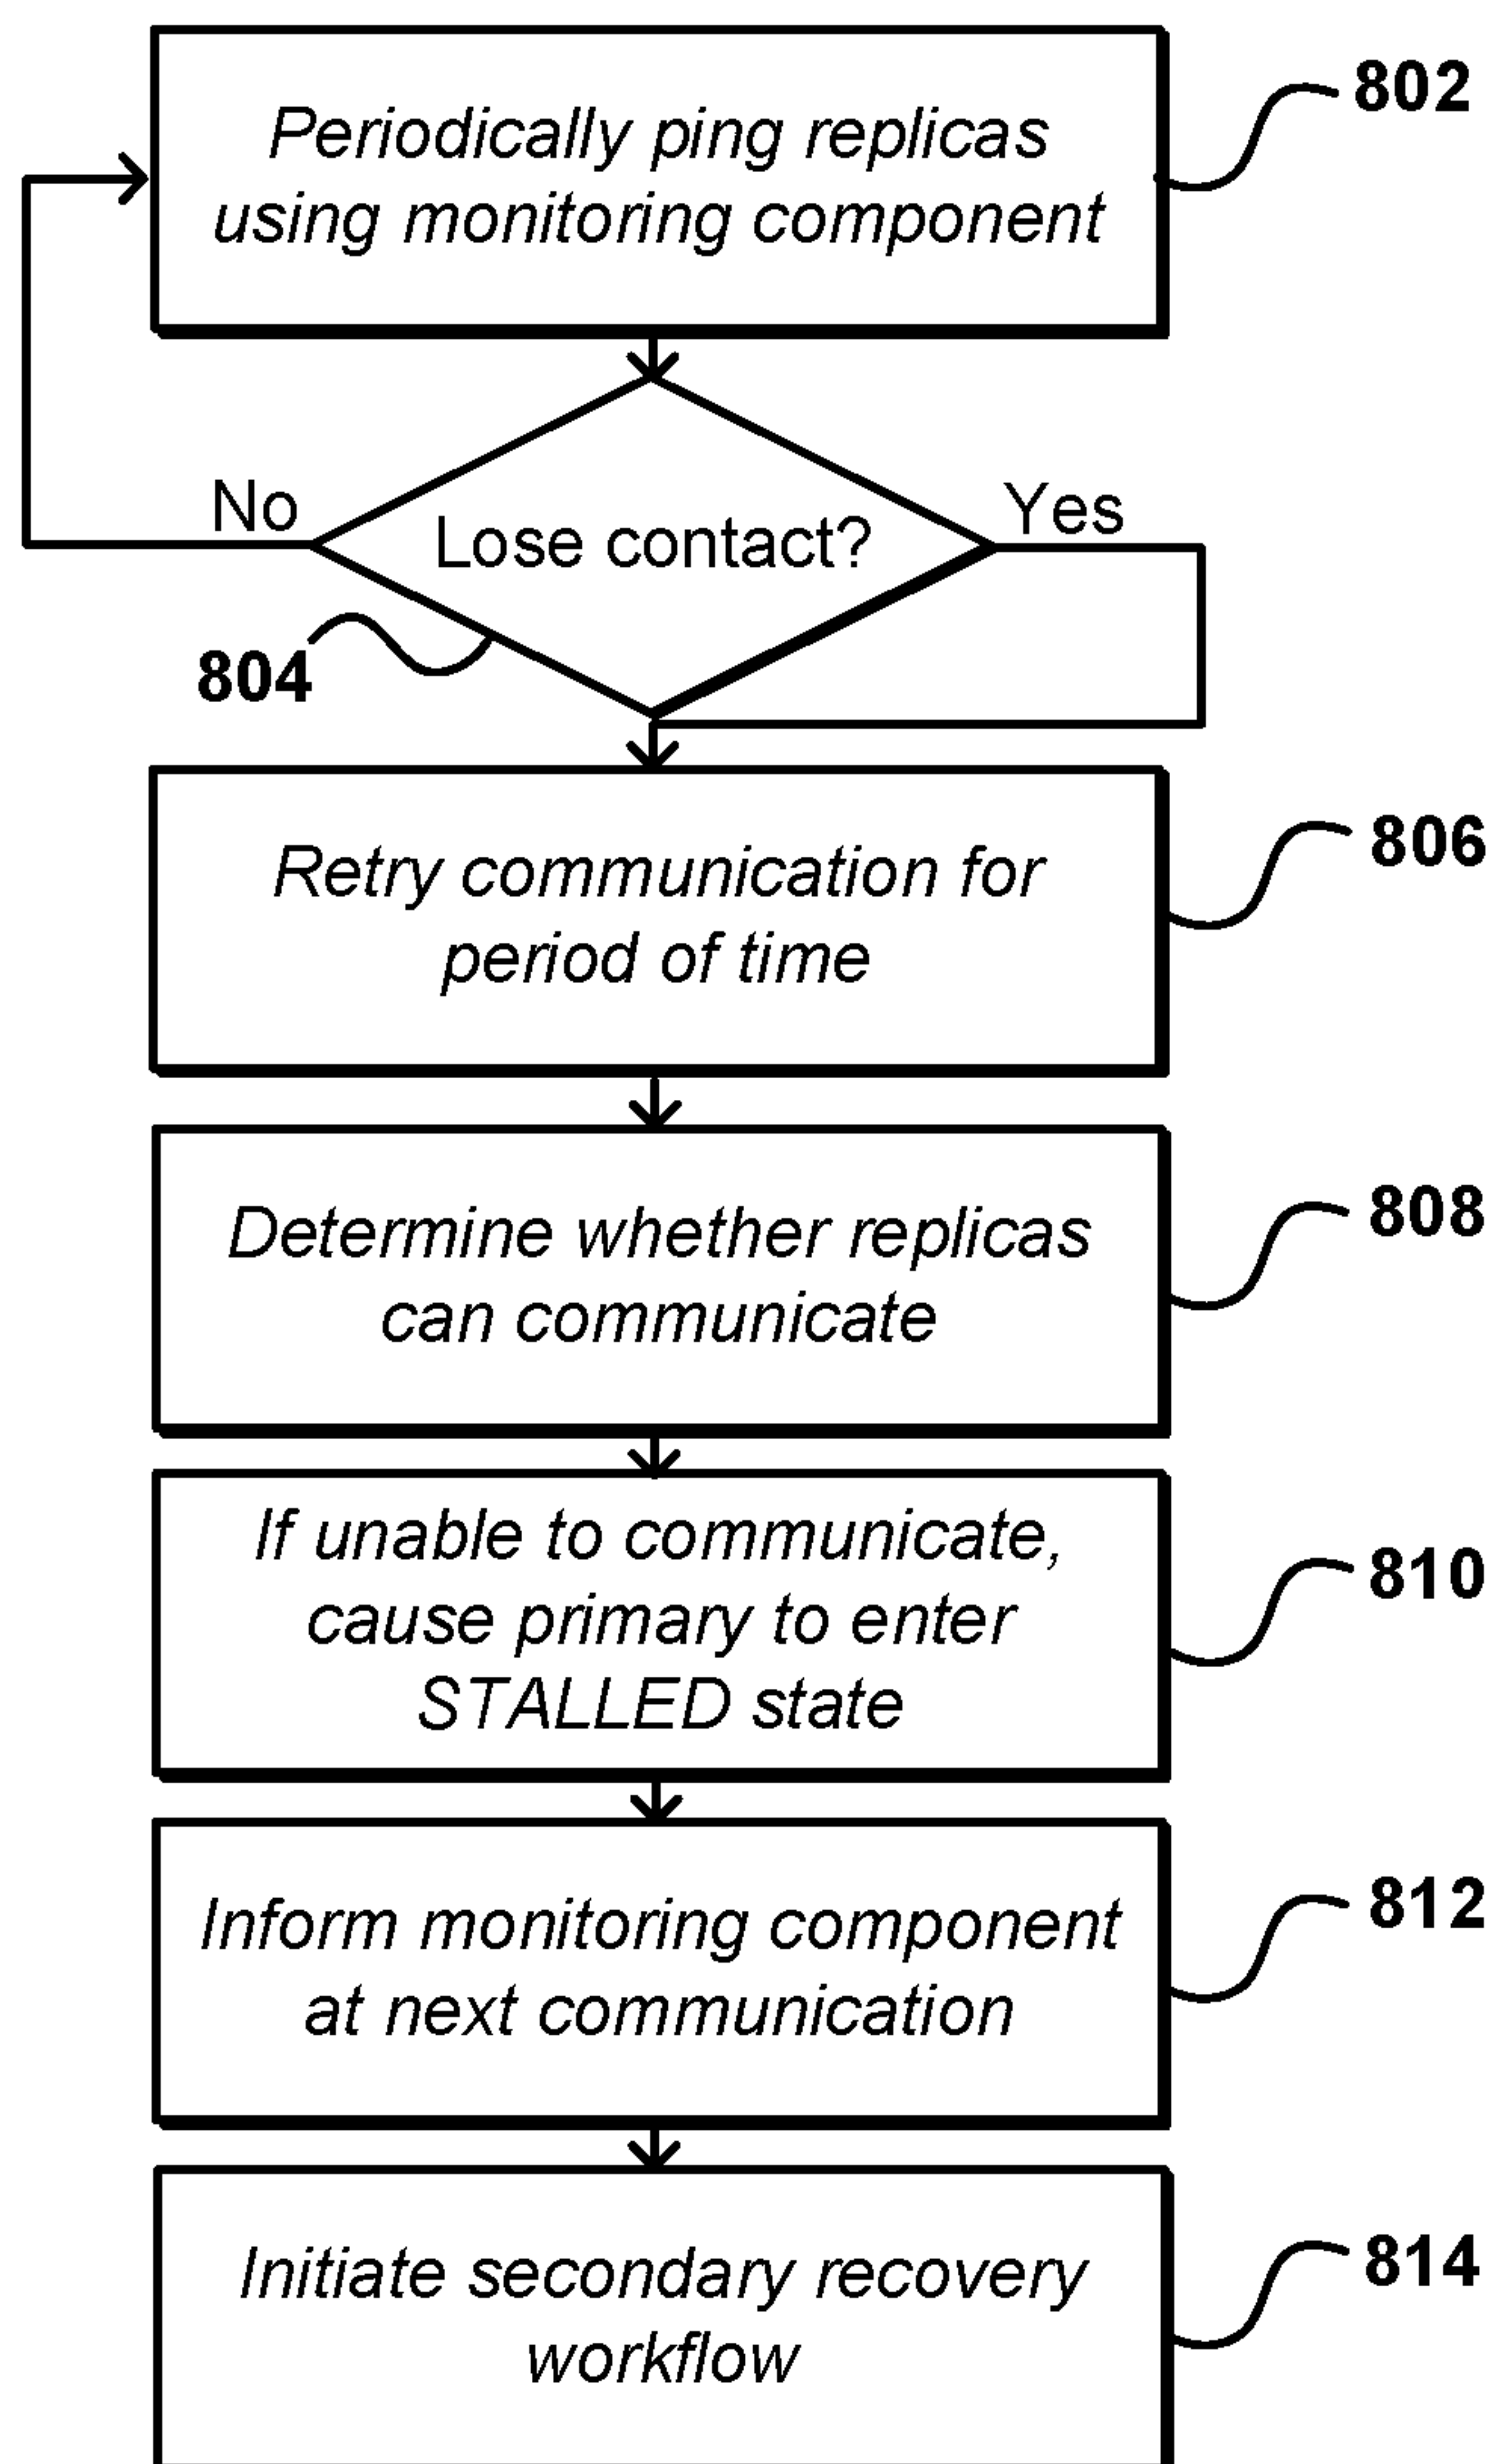 Periodically ping replicas
using monitoring component
802
No
Lose contact?
Yes
804
Retry communication for
period of time
806
Determine whether replicas
can communicate
808
If unable to communicate,
cause primary to enter
STALLED state
810
Inform monitoring component
at next communication
812
Initiate secondary recovery
workflow
814